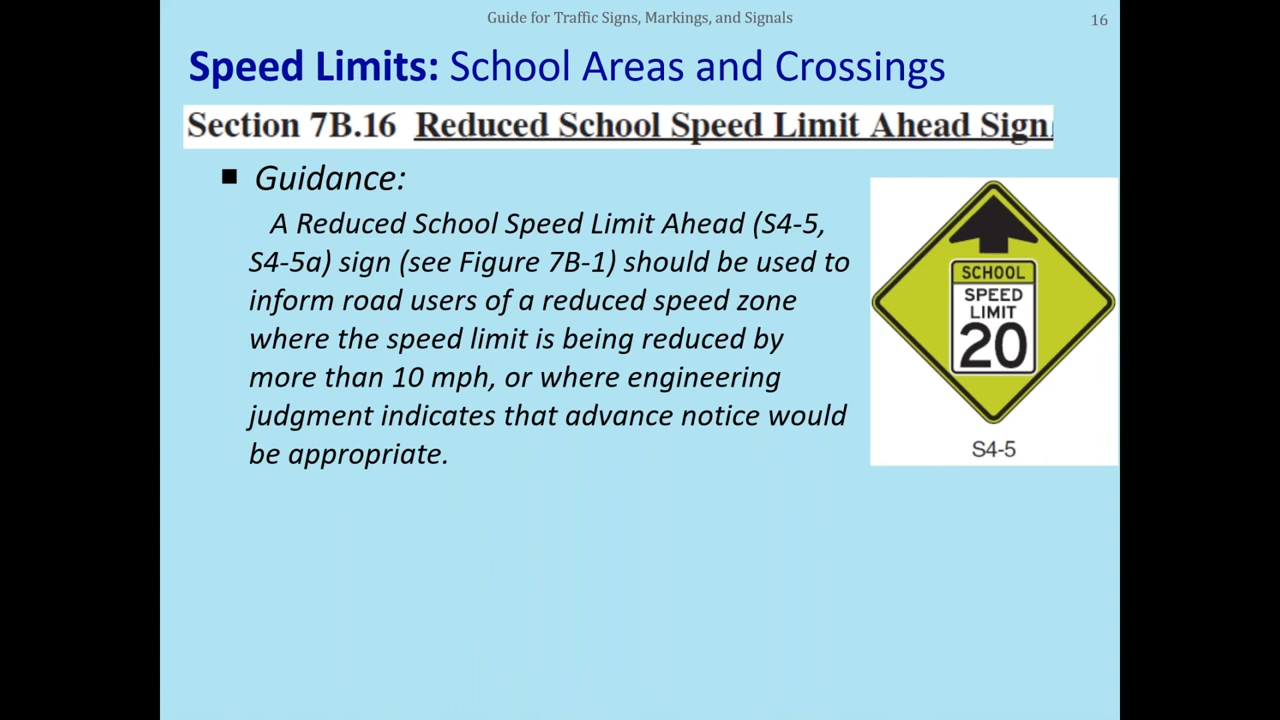 Guide for Traffic Signs, Markings, and Signals
16
Speed Limits: School Areas and Crossings
Section 7B.16 Reduced School Speed Limit Ahead Sign
■ Guidance:
A Reduced School Speed Limit Ahead (S4-5,
S4-5a) sign (see Figure 7B-1) should be used to
inform road users of a reduced speed zone
where the speed limit is being reduced by
more than 10 mph, or where engineering
judgment indicates that advance notice would
be appropriate.
SCHOOL
SPEED
LIMIT
20
S4-5